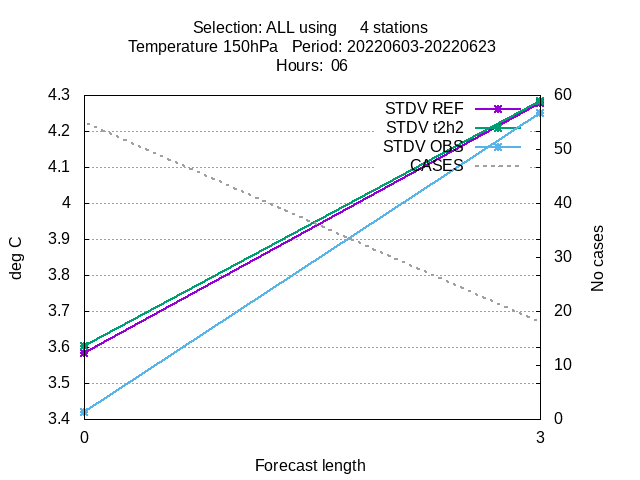 Selection: ALL using 4 stations
Temperature 150hPa Period: 20220603-20220623
Hours: 06
4.3
4.2
4.1
4
3.9
3.8
3.7
3.6
3.5
3.4
deg C
STDV REF
STDV t2h2
STDV OBS
CASES
60
50
40
30
20
10
0
No cases
0
3
Forecast length